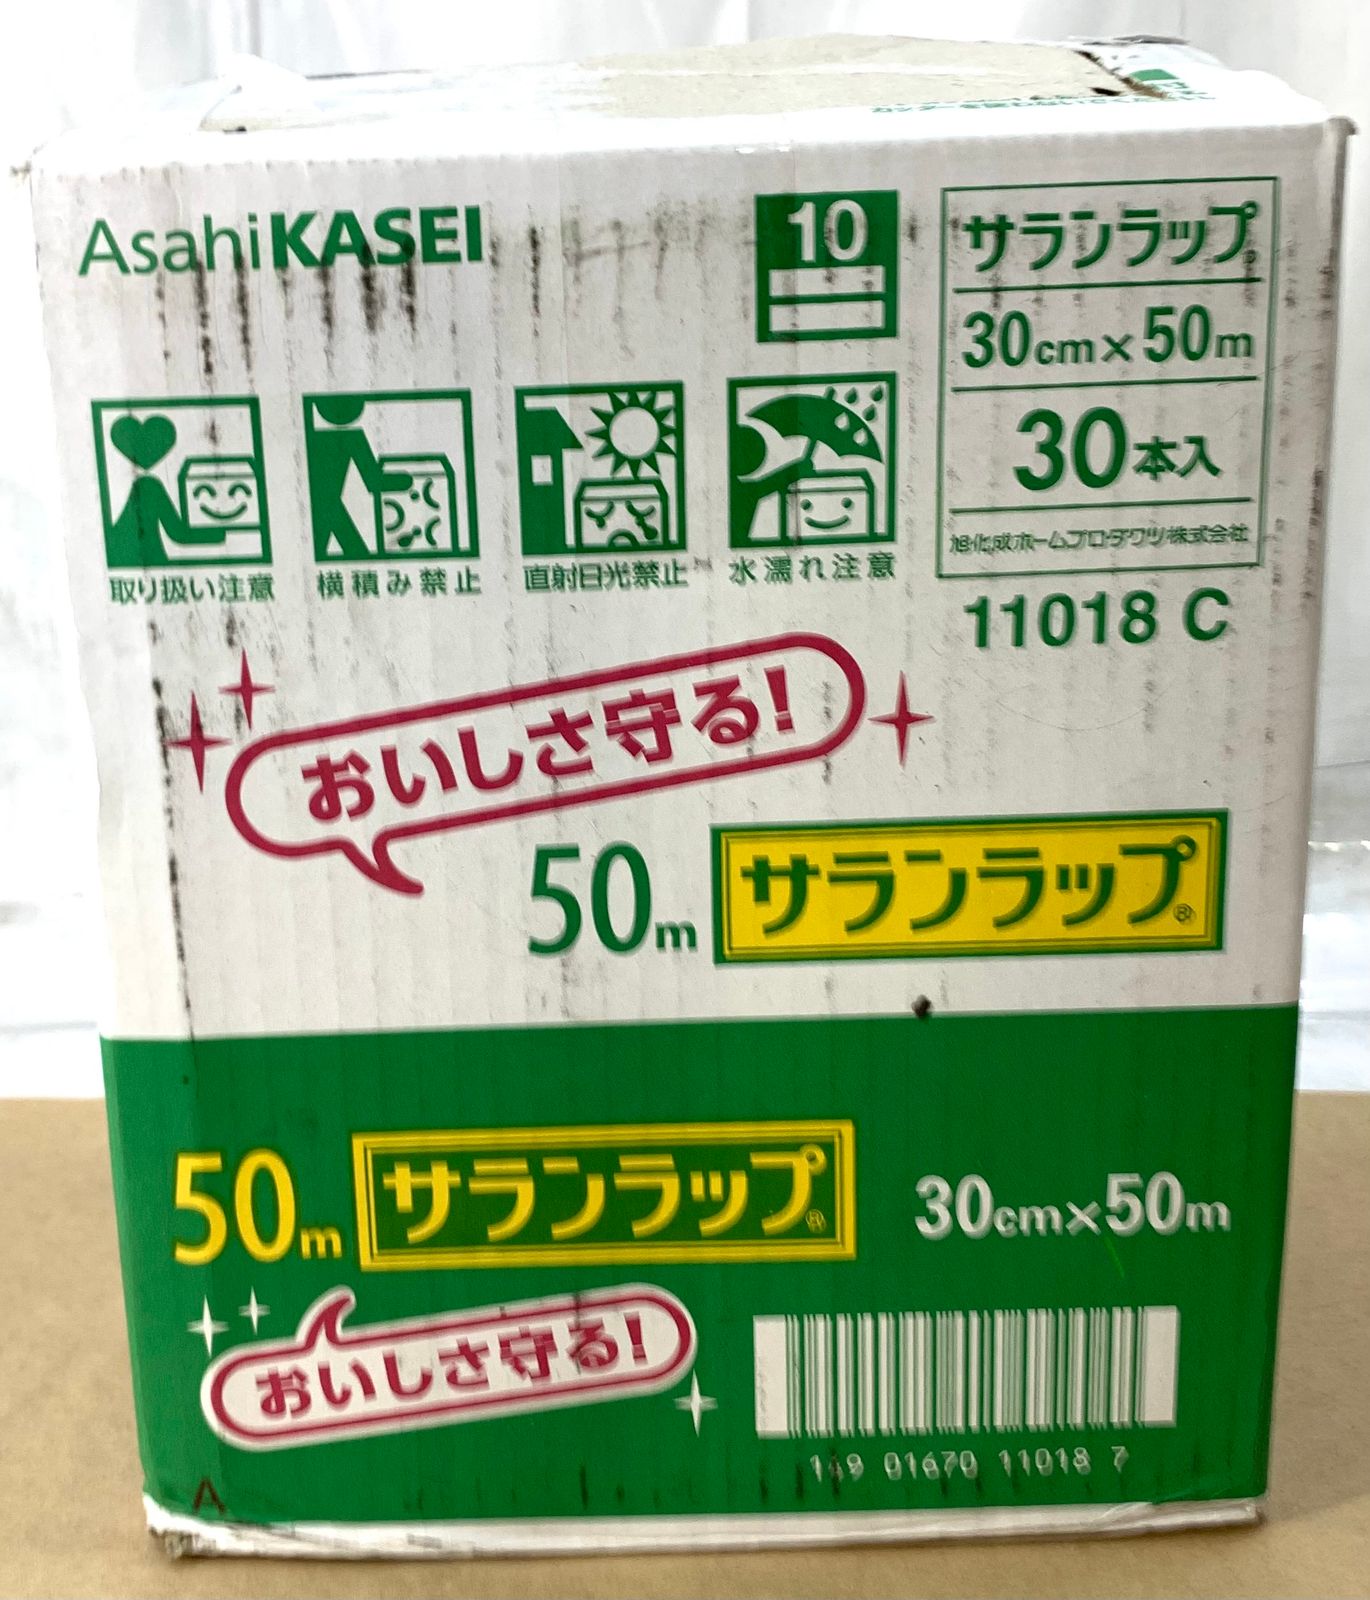 AsahiKASEI
10
サランラップ®
30cm×50m
30本入
旭化成ホームプロダクツ株式会社
11018 C
取り扱い注意
横積み禁止
直射日光禁止
水濡れ注意
おいしさ守る!
50m サランラップ®
50m サランラップ®
30cm×50m
おいしさ守る!
149 01670 11018 7
A